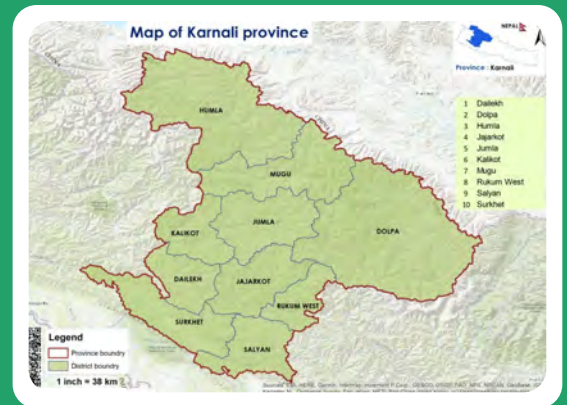 Map of Karnali province
NEPAL
Province : Karnali
1 Dailekh
2 Dolpa
3 Humla
4 Jajarkot
5 Jumla
6 Kalikot
7 Mugu
8 Rukum West
9 Salyan
10 Surkhet
HUMLA
MUGU
JUMLA
KALIKOT
DOLPA
DAILEKH
JAJARKOT
RUKUM WEST
SURKHET
SALYAN
Legend
Province boundry
District boundry
1 inch = 38 km